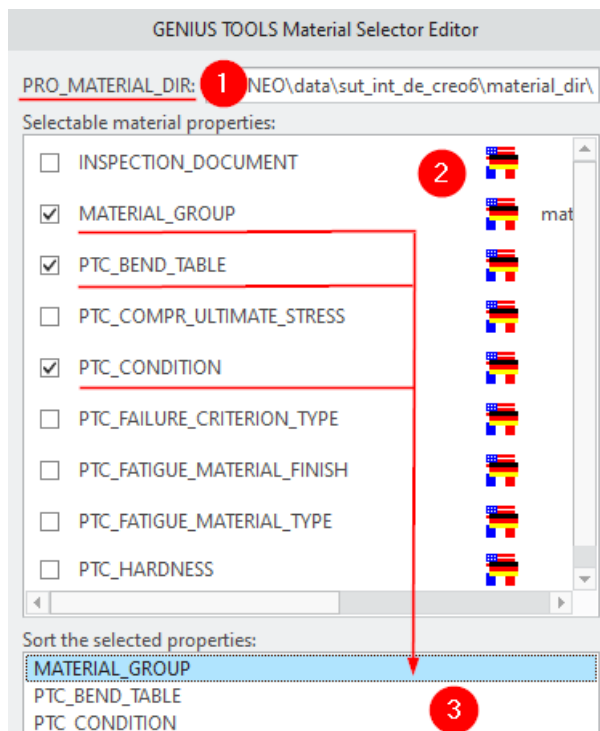 GENIUS TOOLS Material Selector Editor
PRO_MATERIAL_DIR: 1 NEO\data\sut_int_de_creo6\material_dir\
Selectable material properties:
INSPECTION_DOCUMENT
2
MATERIAL_GROUP mat
PTC_BEND_TABLE
PTC_COMPR_ULTIMATE_STRESS
PTC_CONDITION
PTC_FAILURE_CRITERION_TYPE
PTC_FATIGUE_MATERIAL_FINISH
PTC_FATIGUE_MATERIAL_TYPE
PTC_HARDNESS
Sort the selected properties:
MATERIAL_GROUP
PTC_BEND_TABLE
3
PTC_CONDITION